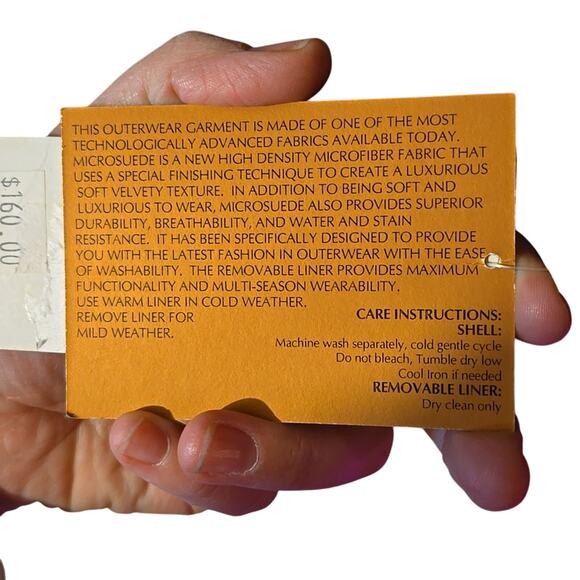 $160.00
THIS OUTERWEAR GARMENT IS MADE OF ONE OF THE MOST
TECHNOLOGICALLY ADVANCED FABRICS AVAILABLE TODAY.
MICROSUEDE IS A NEW HIGH DENSITY MICROFIBER FABRIC THAT
USES A SPECIAL FINISHING TECHNIQUE TO CREATE A LUXURIOUS
SOFT VELVETY TEXTURE. IN ADDITION TO BEING SOFT AND
LUXURIOUS TO WEAR, MICROSUEDE ALSO PROVIDES SUPERIOR
DURABILITY, BREATHABILITY, AND WATER AND STAIN
RESISTANCE. IT HAS BEEN SPECIFICALLY DESIGNED TO PROVIDE
YOU WITH THE LATEST FASHION IN OUTERWEAR WITH THE EASE
OF WASHABILITY. THE REMOVABLE LINER PROVIDES MAXIMUM
FUNCTIONALITY AND MULTI-SEASON WEARABILITY.
USE WARM LINER IN COLD WEATHER.
REMOVE LINER FOR
MILD WEATHER.
CARE INSTRUCTIONS:
SHELL:
Machine wash separately, cold gentle cycle
Do not bleach, Tumble dry low
Cool Iron if needed
REMOVABLE LINER:
Dry clean only